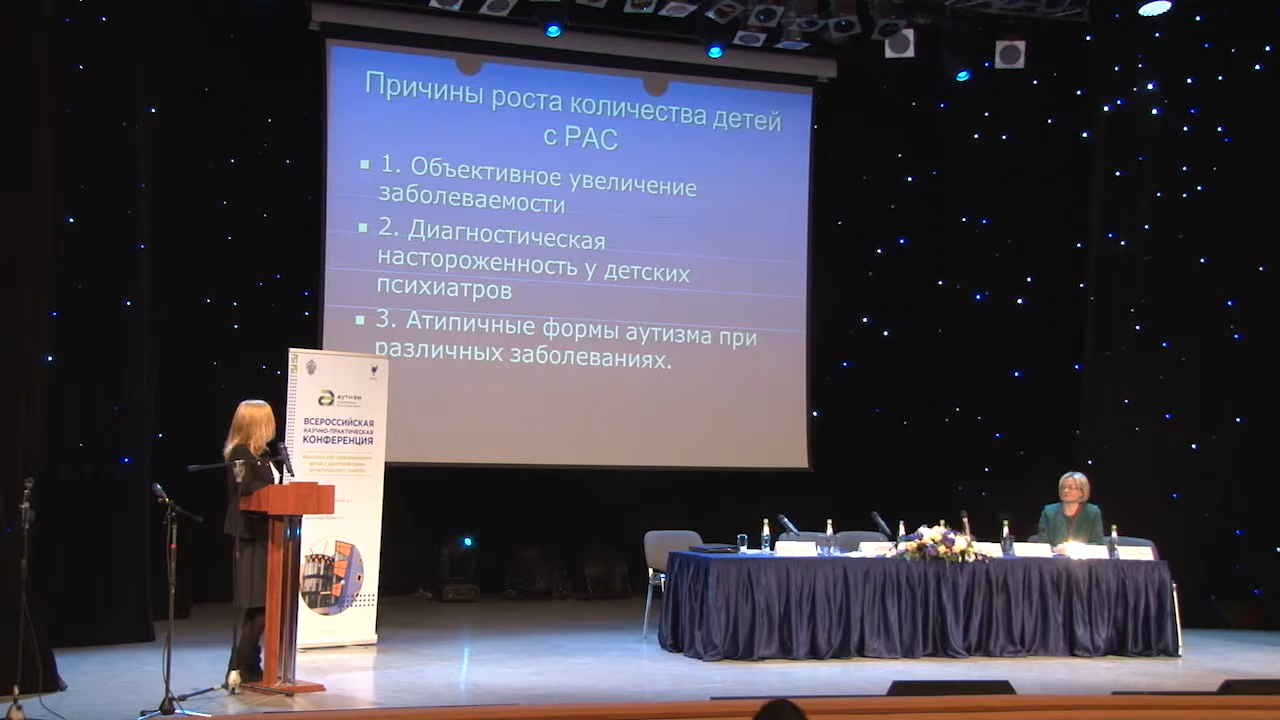 Причины роста количества детей
с РАС
1. Объективное увеличение
заболеваемости
2. Диагностическая
настороженность у детских
психиатров
3. Атипичные формы аутизма при
различных заболеваниях.
аутизм
ВСЕРОССИЙСКАЯ
НАУЧНО-ПРАКТИЧЕСКАЯ
КОНФЕРЕНЦИЯ